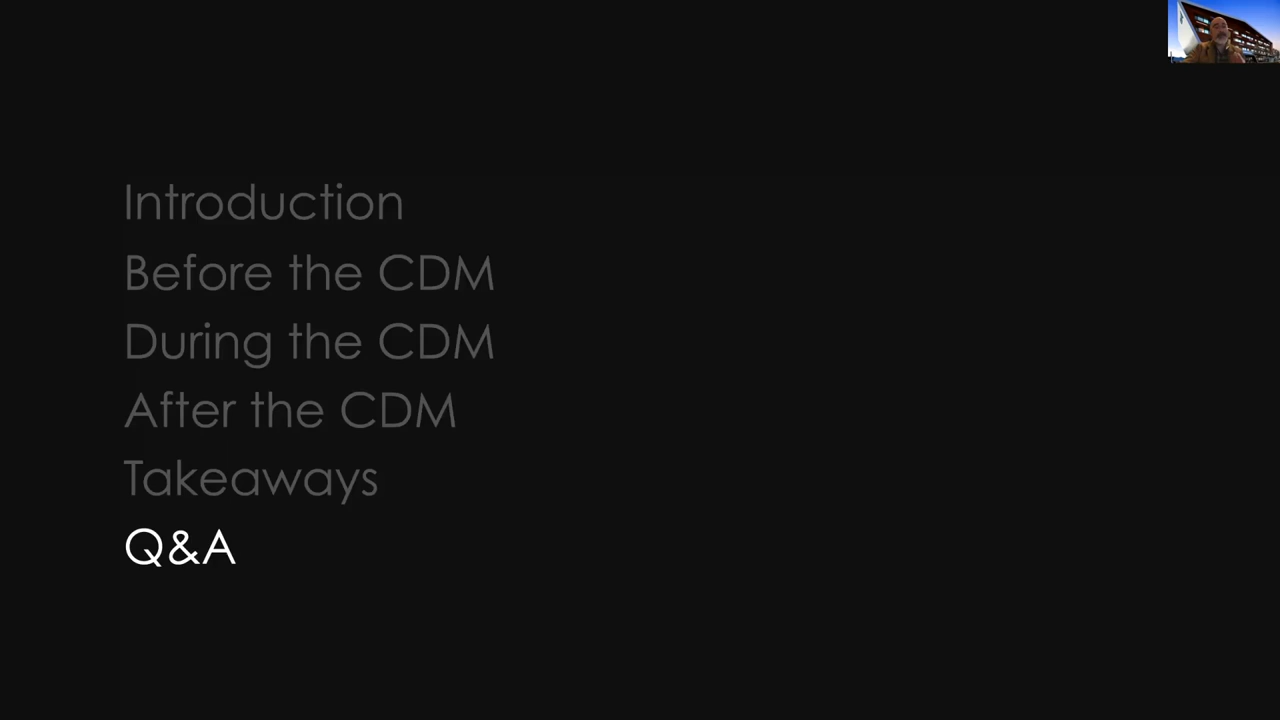 Introduction
Before the CDM
During the CDM
After the CDM
Takeaways
Q&A